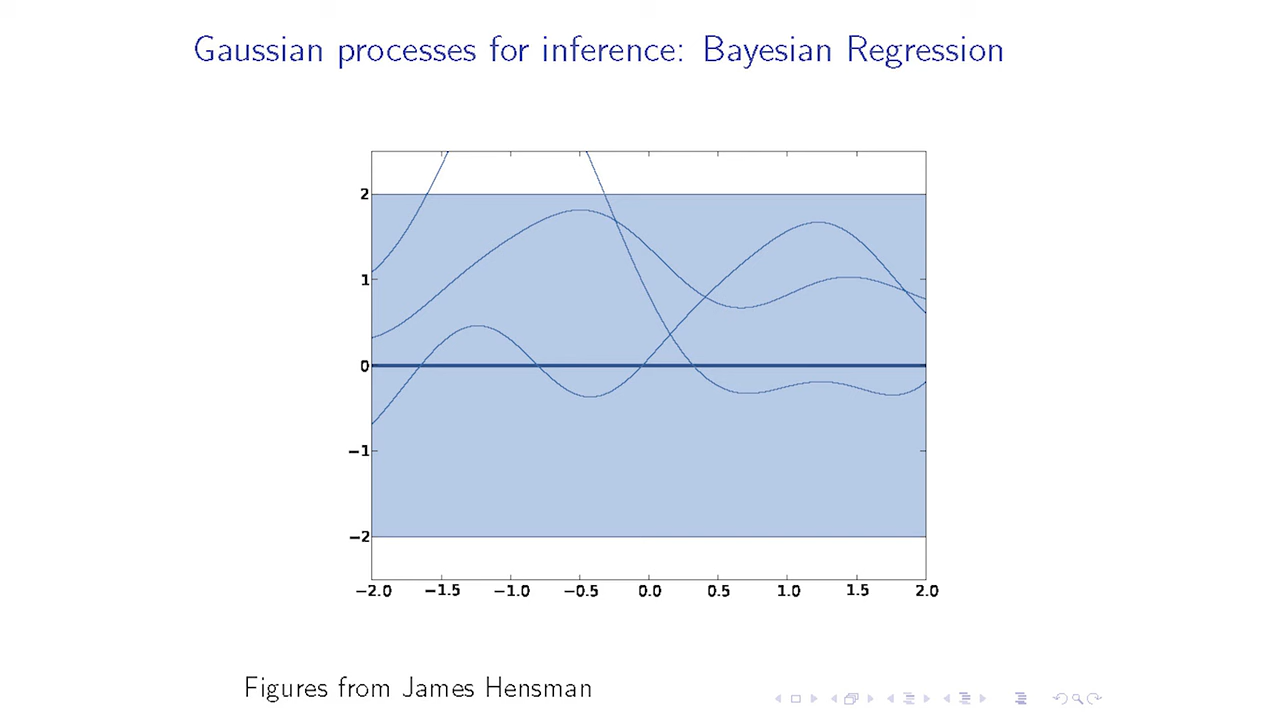 Gaussian processes for inference: Bayesian Regression
2
1
0
−1
−2
−2.0 −1.5 −1.0 −0.5 0.0 0.5 1.0 1.5 2.0
Figures from James Hensman